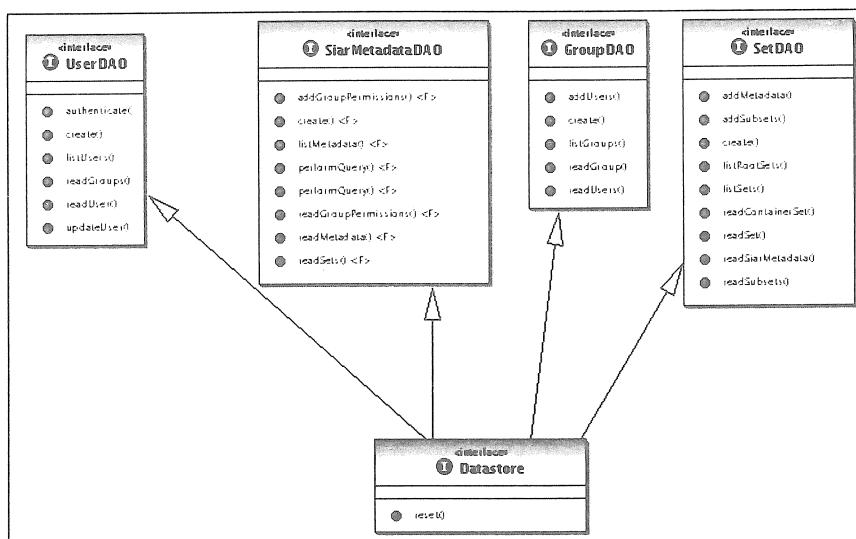 «interface»
I UserDAO
authenticate(
create()
listUsers()
readGroups()
readUser()
updateUser()
«interface»
I SiarMetadataDAO
addGroupPermissions() <F>
create() <F>
listMetadata() <F>
performQuery() <F>
performQuery() <F>
readGroupPermissions() <F>
readMetadata() <F>
readSets() <F>
«interface»
I GroupDAO
addUsers()
create()
listGroups()
readGroup()
readUsers()
«interface»
I SetDAO
addMetadata()
addSubsets()
create()
listRootSets()
listSets()
readContainerSet()
readSet()
readSiarMetadata()
readSubsets()
«interface»
I Datastore
reset()